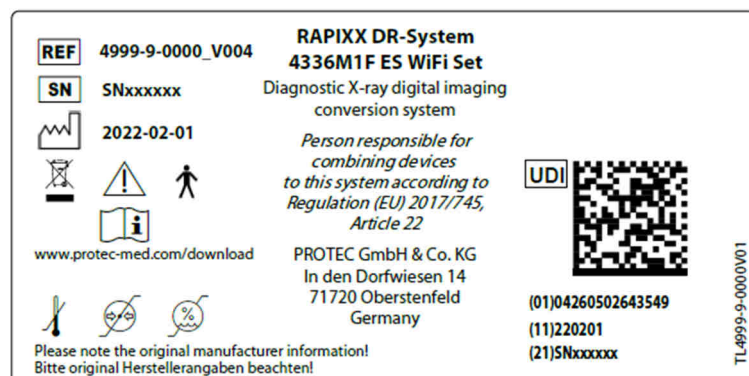 REF 4999-9-0000_V004
SN SNxxxxxx
2022-02-01
www.protec-med.com/download
Please note the original manufacturer information!
Bitte original Herstellerangaben beachten!
RAPIXX DR-System
4336M1F ES WiFi Set
Diagnostic X-ray digital imaging
conversion system
Person responsible for
combining devices
to this system according to
Regulation (EU) 2017/745,
Article 22
PROTEC GmbH & Co. KG
In den Dorfwiesen 14
71720 Oberstenfeld
Germany
UDI
(01)04260502643549
(11)220201
(21)SNxxxxxx
TL4999-9-0000V01